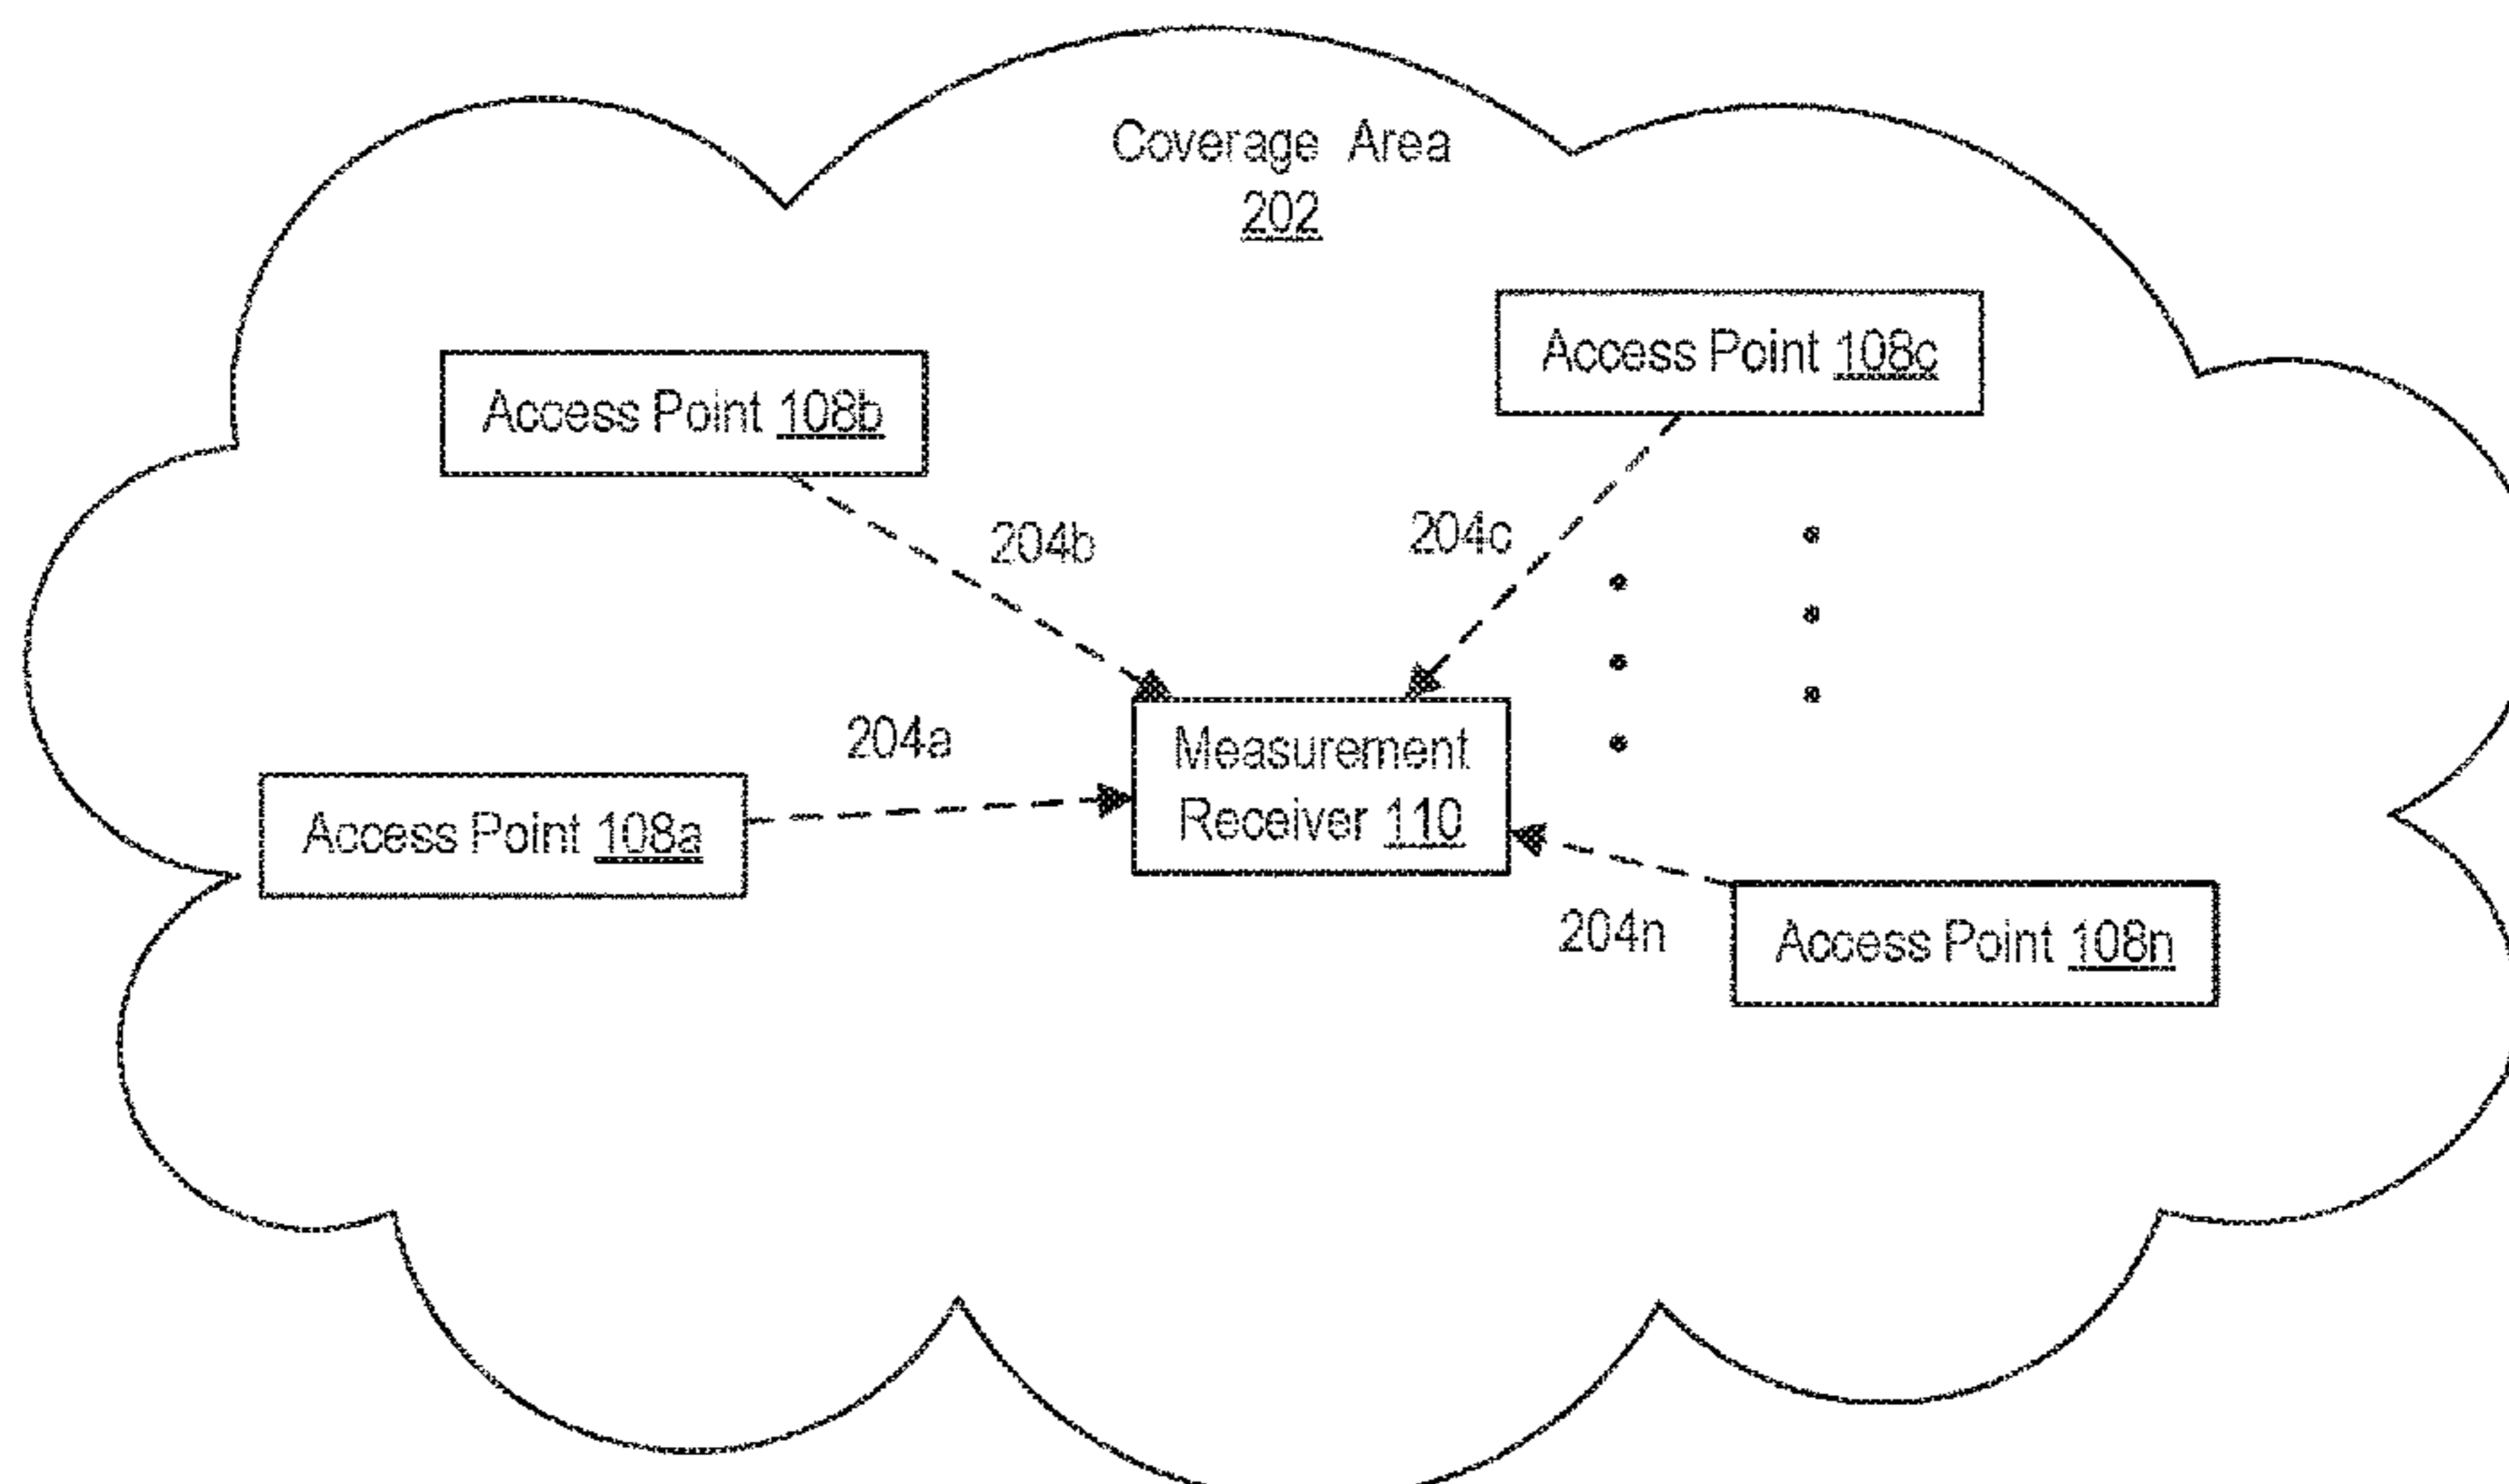 Coverage Area
202
Access Point 108c
Access Point 108b
204b
204c
204a
Measurement
Receiver 110
Access Point 108a
204n
Access Point 108n